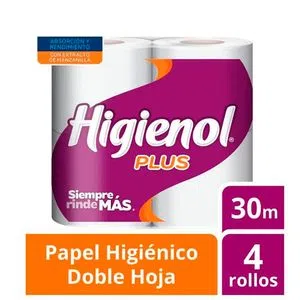 ABSORCIÓN Y
RENDIMIENTO
CON EXTRACTO
DE MANZANILLA
Higienol®
PLUS
Siempre
rinde MÁS.
30m
Papel Higiénico
Doble Hoja
4
rollos